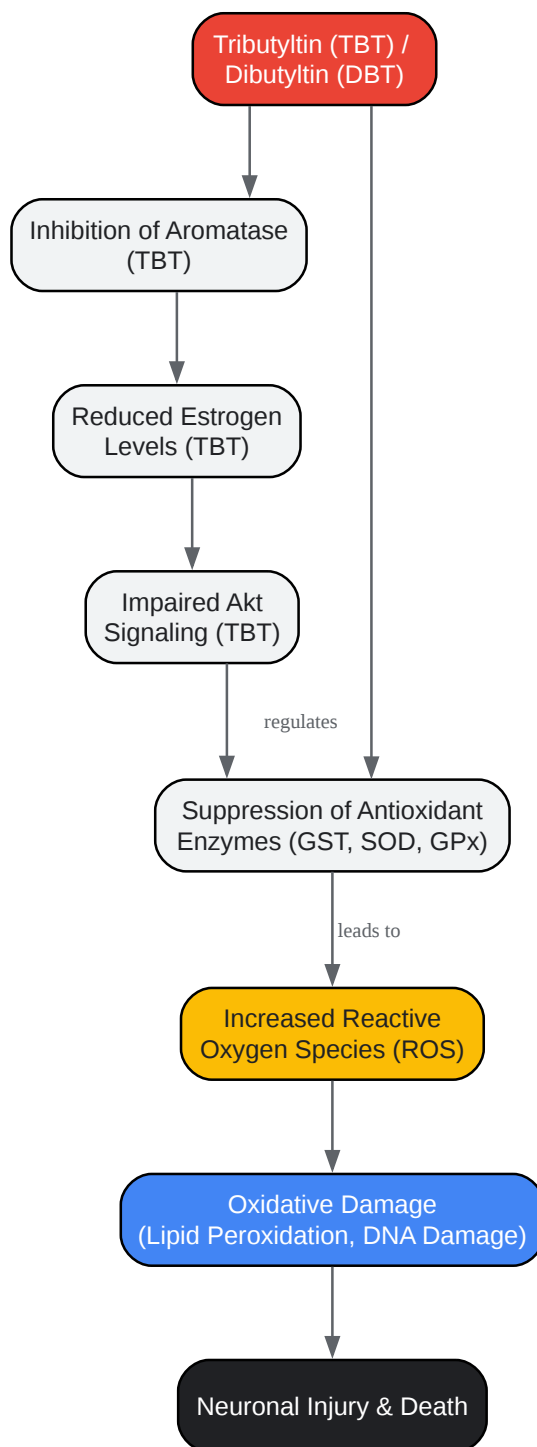 Tributyltin (TBT) /
Dibutyltin (DBT)
Inhibition of Aromatase
(TBT)
Reduced Estrogen
Levels (TBT)
Impaired Akt
Signaling (TBT)
regulates
Suppression of Antioxidant
Enzymes (GST, SOD, GPx)
leads to
Increased Reactive
Oxygen Species (ROS)
Oxidative Damage
(Lipid Peroxidation, DNA Damage)
Neuronal Injury & Death